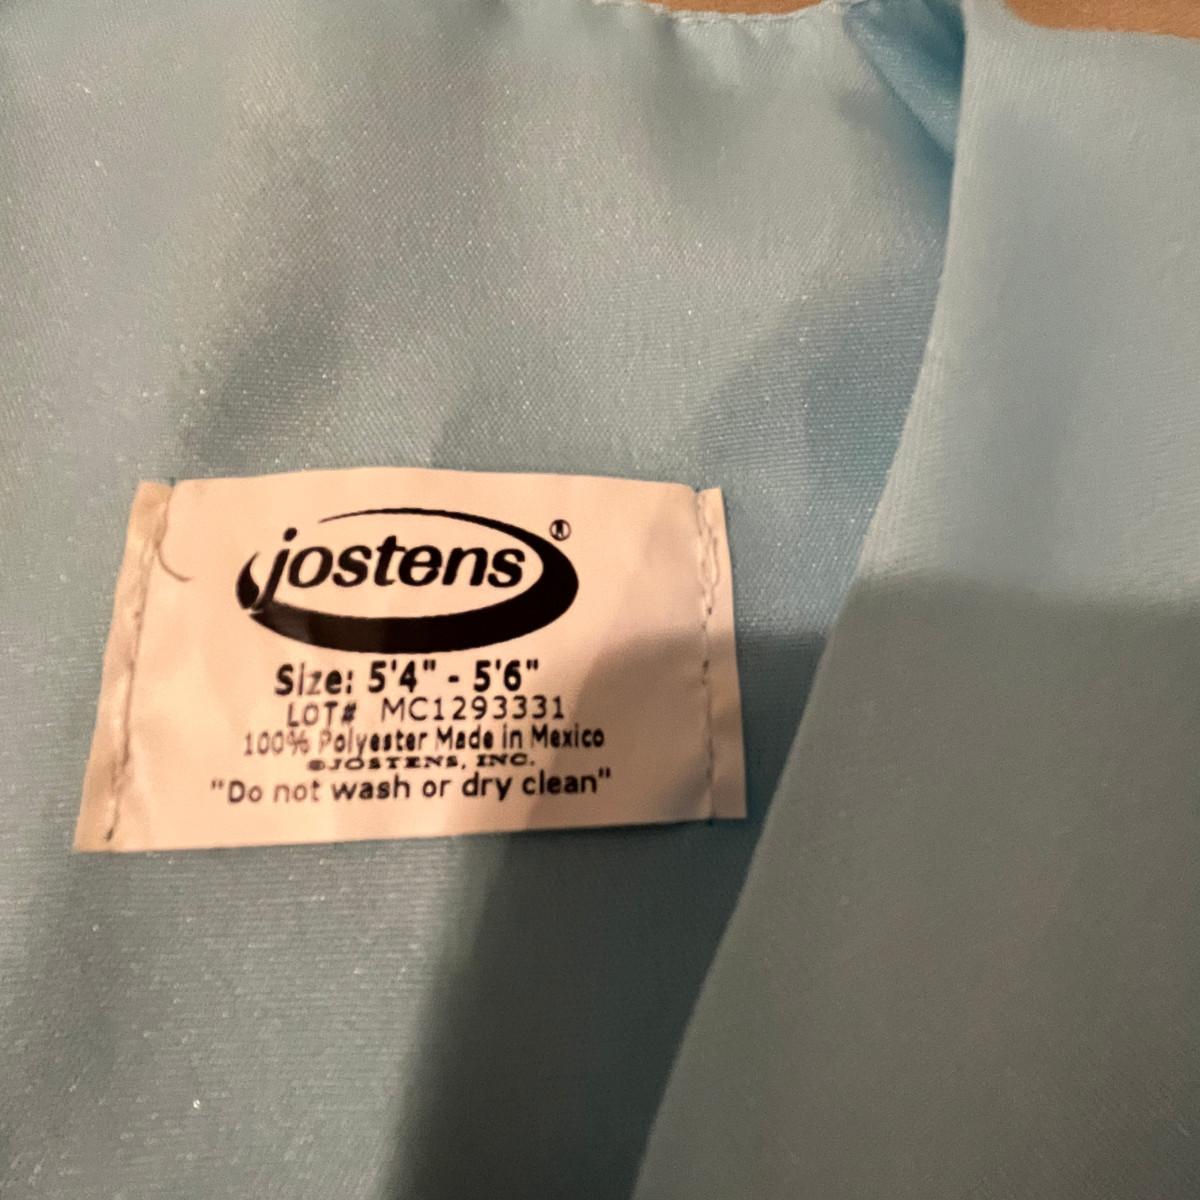 jostens®
Size: 5'4" - 5'6"
LOT# MC1293331
100% Polyester Made in Mexico
©JOSTENS, INC.
"Do not wash or dry clean"